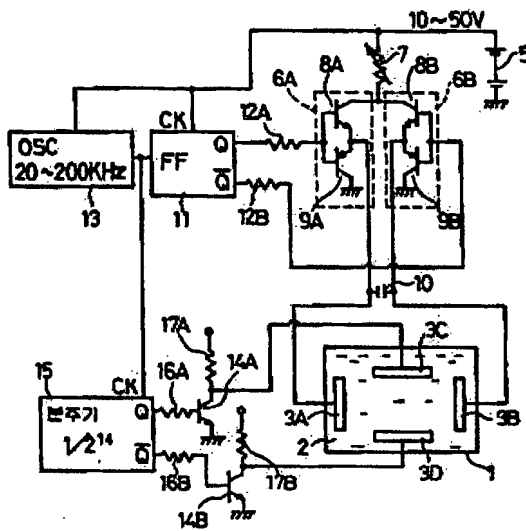 10~50V
7
5
8A
8B
6A
6B
CK
12A
OSC
20~200KHz
FF
Q
Q̅
13
11
12B
9A
9B
10
17A
14A
3C
15
16A
CK
Q
분주기
1/2¹⁴
Q̅
3A
3B
2
3D
16B
17B
14B
1